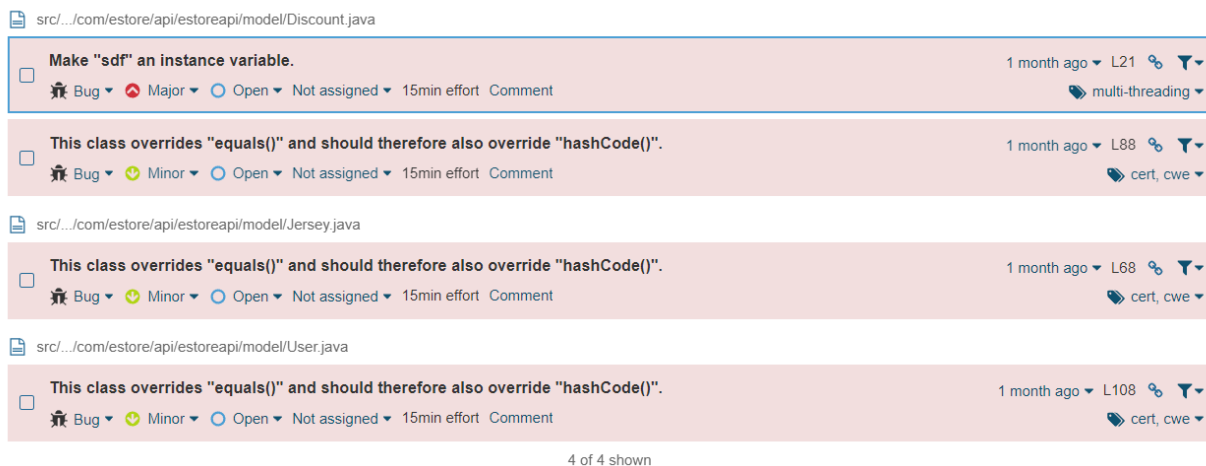 src/.../com/estore/api/estoreapi/model/Discount.java
Make "sdf" an instance variable.
1 month ago L21
Bug Major Open Not assigned 15min effort Comment
multi-threading
This class overrides "equals()" and should therefore also override "hashCode()".
1 month ago L88
Bug Minor Open Not assigned 15min effort Comment
cert, cwe
src/.../com/estore/api/estoreapi/model/Jersey.java
This class overrides "equals()" and should therefore also override "hashCode()".
1 month ago L68
Bug Minor Open Not assigned 15min effort Comment
cert, cwe
src/.../com/estore/api/estoreapi/model/User.java
This class overrides "equals()" and should therefore also override "hashCode()".
1 month ago L108
Bug Minor Open Not assigned 15min effort Comment
cert, cwe
4 of 4 shown